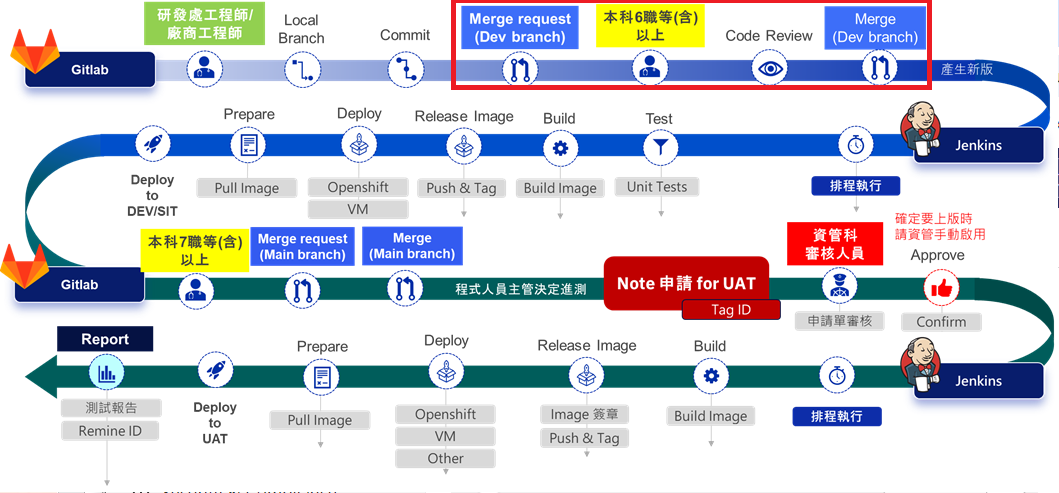 研發處工程師/
廠商工程師
Local
Branch
Commit
Merge request
(Dev branch)
本科6職等(含)
以上
Code Review
Merge
(Dev branch)
Gitlab
產生新版
Jenkins
Prepare
Deploy
Release Image
Build
Test
Deploy
to
DEV/SIT
Pull Image
Openshift
VM
Push & Tag
Build Image
Unit Tests
排程執行
Gitlab
本科7職等(含)
以上
Merge request
(Main branch)
Merge
(Main branch)
程式人員主管決定進測
Note 申請 for UAT
Tag ID
資管科
審核人員
申請單審核
確定要上版時
請資管手動啟用
Approve
Confirm
Jenkins
Report
測試報告
Remine ID
Deploy
to
UAT
Prepare
Pull Image
Deploy
Openshift
VM
Other
Release Image
Image 簽章
Push & Tag
Build
Build Image
排程執行